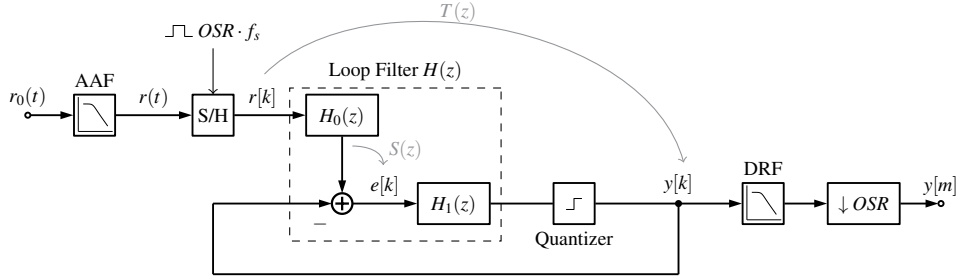 T(z)
OSR · f_s
Loop Filter H(z)
AAF
r_0(t)
r(t)
S/H
r[k]
H_0(z)
S(z)
e[k]
H_1(z)
y[k]
DRF
↓ OSR
y[m]
+
−
Quantizer